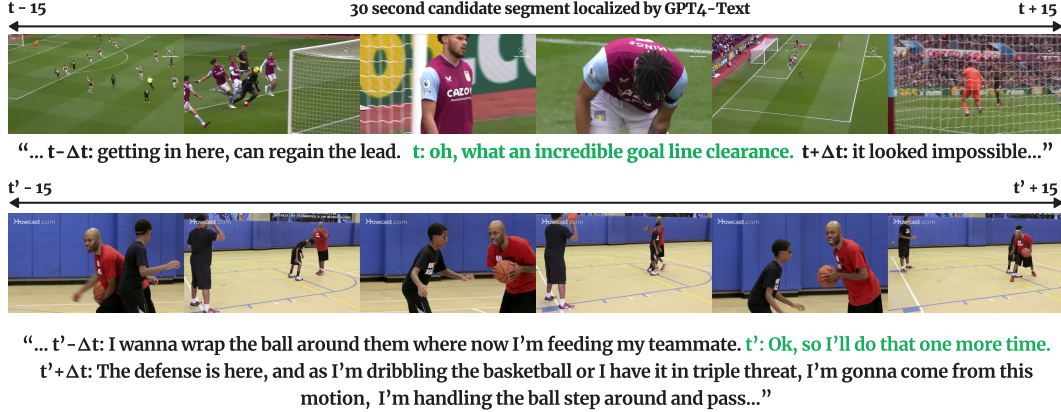 t - 15
30 second candidate segment localized by GPT4-Text
t + 15
CAZOO
MINGS
“... t-Δt: getting in here, can regain the lead. t: oh, what an incredible goal line clearance. t+Δt: it looked impossible...”
t’ - 15
t’ + 15
Howcast.com
Howcast.com
Howcast.com
Howcast.com
Howcast.com
Howcast.com
“... t’-Δt: I wanna wrap the ball around them where now I’m feeding my teammate. t’: Ok, so I’ll do that one more time.
t’+Δt: The defense is here, and as I’m dribbling the basketball or I have it in triple threat, I’m gonna come from this
motion, I’m handling the ball step around and pass...”